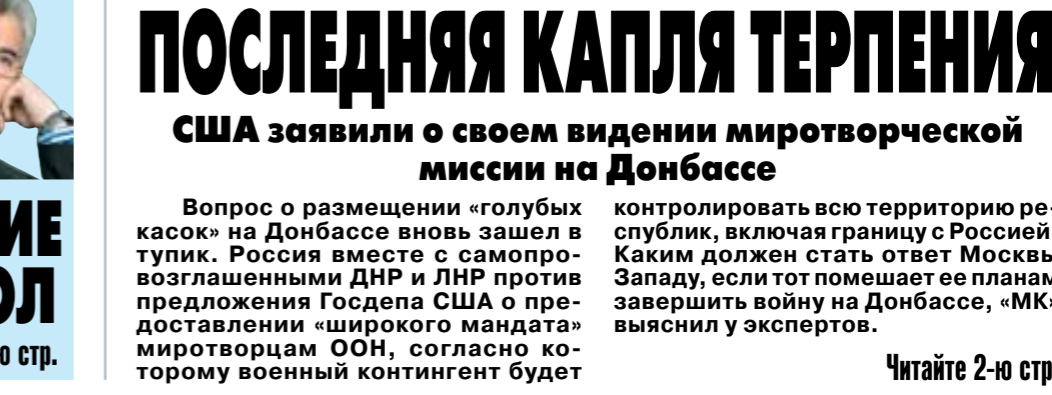 ПОСЛЕДНЯЯ КАПЛЯ ТЕРПЕНИЯ
США заявили о своем видении миротворческой
миссии на Донбассе
Вопрос о размещении «голубых
касок» на Донбассе вновь зашел в
тупик. Россия вместе с самопро-
возглашенными ДНР и ЛНР против
предложения Госдепа США о пре-
доставлении «широкого мандата»
миротворцам ООН, согласно ко-
торому военный контингент будет
контролировать всю территорию ре-
спублик, включая границу с Россией.
Каким должен стать ответ Москвы
Западу, если тот помешает ее планам
завершить войну на Донбассе, «МК»
выяснил у экспертов.
Читайте 2-ю стр.
стр.